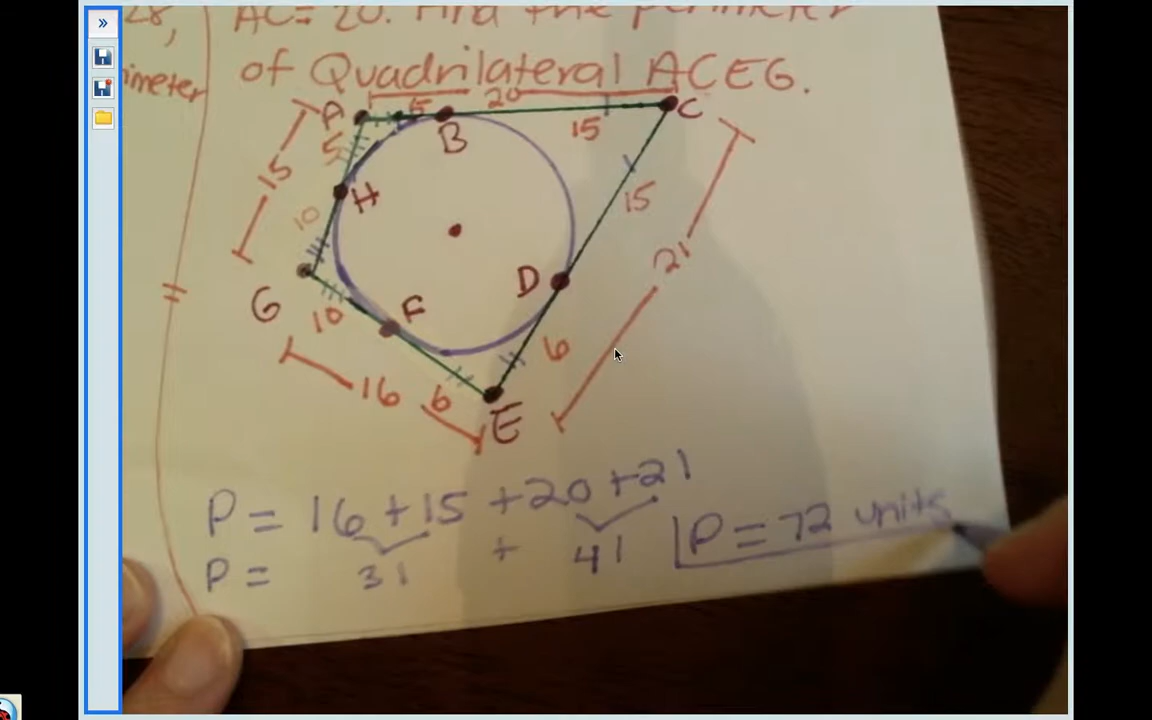 28, AC = 20. Find the perimeter
imeter of Quadrilateral ACEG.
A 5 20 C
B 15
5
15 H 15
10
21
D
G F
10 6
16 6
E
P = 16 + 15 + 20 + 21
P = 31 + 41 P = 72 units
»